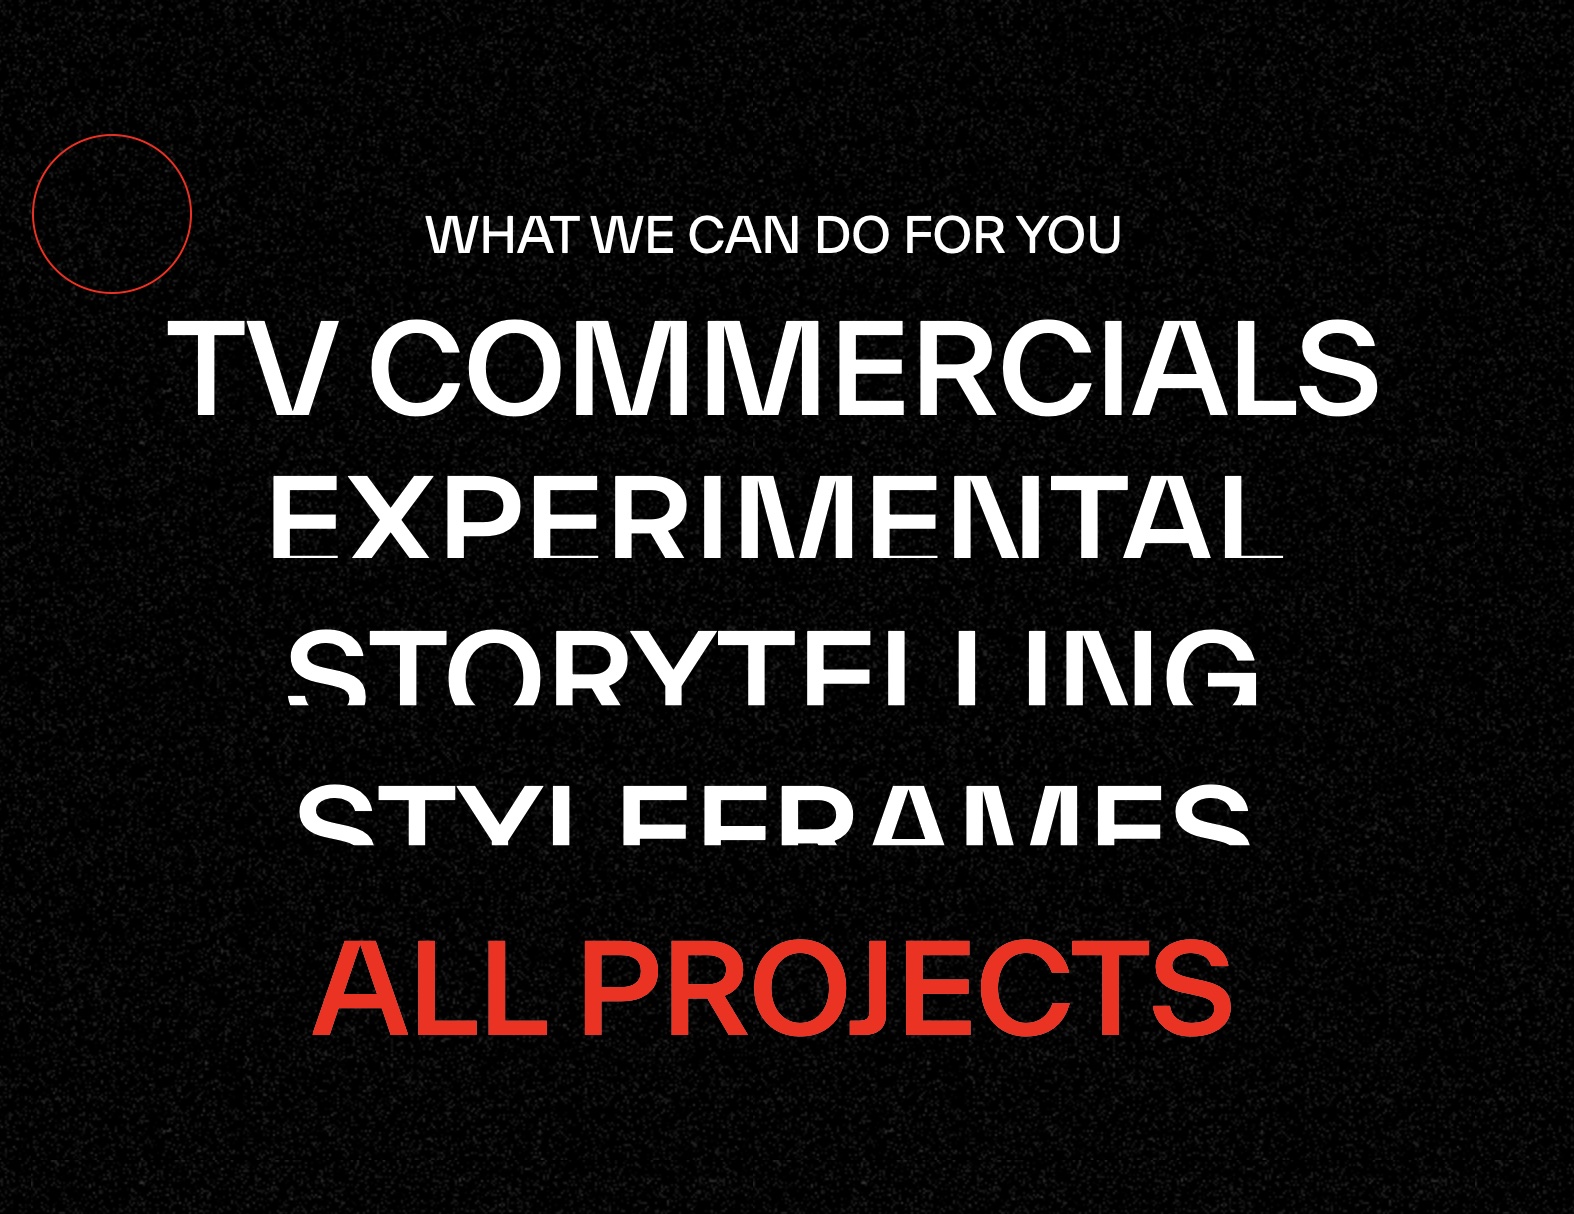 WHAT WE CAN DO FOR YOU
TV COMMERCIALS
EXPERIMENTAL
STORYTELLING
STYLEFRAMES
ALL PROJECTS